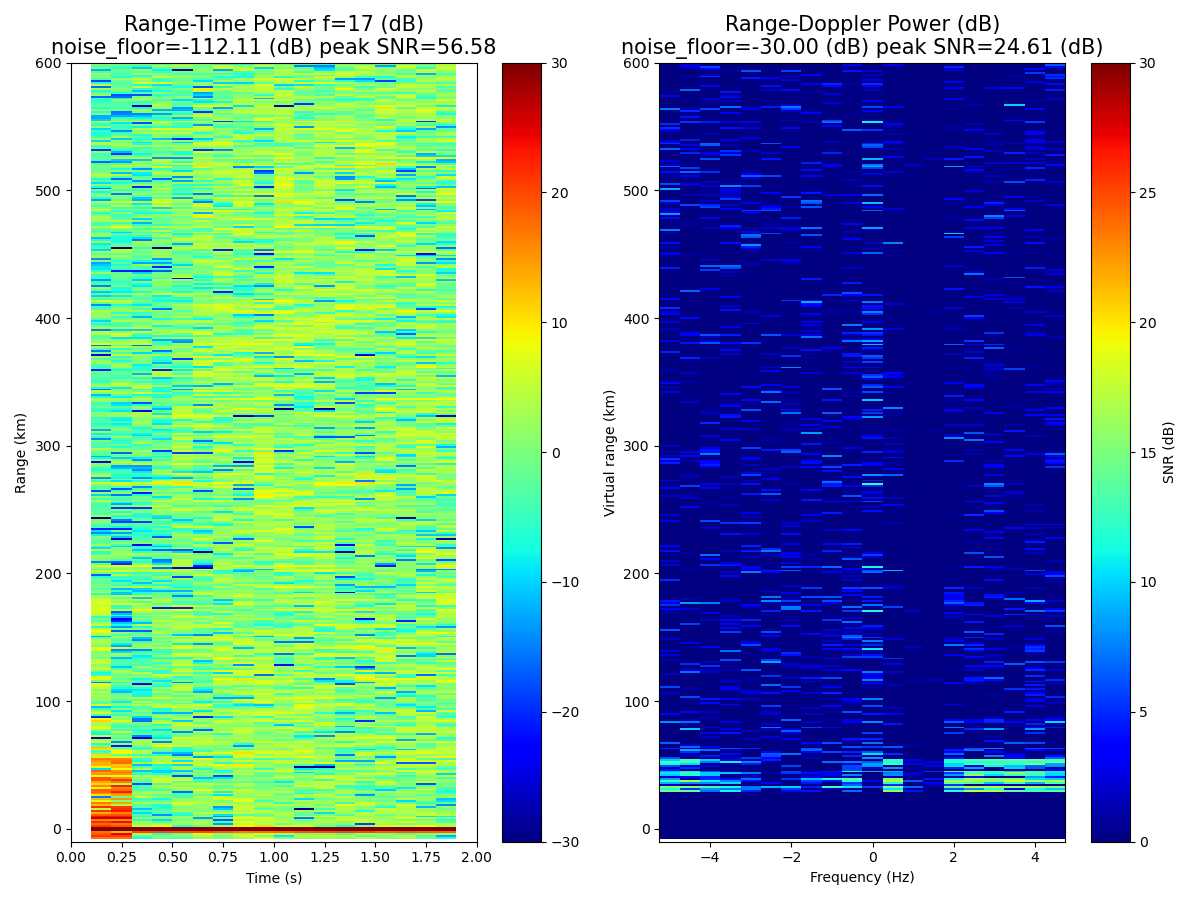 Range-Time Power f=17 (dB)
noise_floor=-112.11 (dB) peak SNR=56.58
600
500
400
300
200
100
0
Range (km)
0.00 0.25 0.50 0.75 1.00 1.25 1.50 1.75 2.00
Time (s)
30
20
10
0
−10
−20
−30
Range-Doppler Power (dB)
noise_floor=-30.00 (dB) peak SNR=24.61 (dB)
600
500
400
300
200
100
0
Virtual range (km)
−4 −2 0 2 4
Frequency (Hz)
30
25
20
15
10
5
0
SNR (dB)